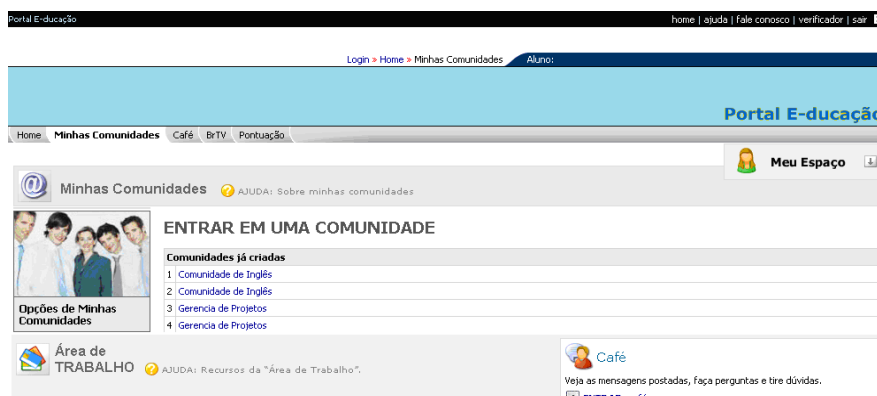 Portal E-ducação
home | ajuda | fale conosco | verificador | sair
Login » Home » Minhas Comunidades
Aluno:
Portal E-ducação
Home Minhas Comunidades Café BrTV Pontuação
Meu Espaço
Minhas Comunidades AJUDA: Sobre minhas comunidades
ENTRAR EM UMA COMUNIDADE
Comunidades já criadas
1 Comunidade de Inglês
2 Comunidade de Inglês
3 Gerencia de Projetos
4 Gerencia de Projetos
Opções de Minhas
Comunidades
Área de
TRABALHO AJUDA: Recursos da "Área de Trabalho".
Café
Veja as mensagens postadas, faça perguntas e tire dúvidas.